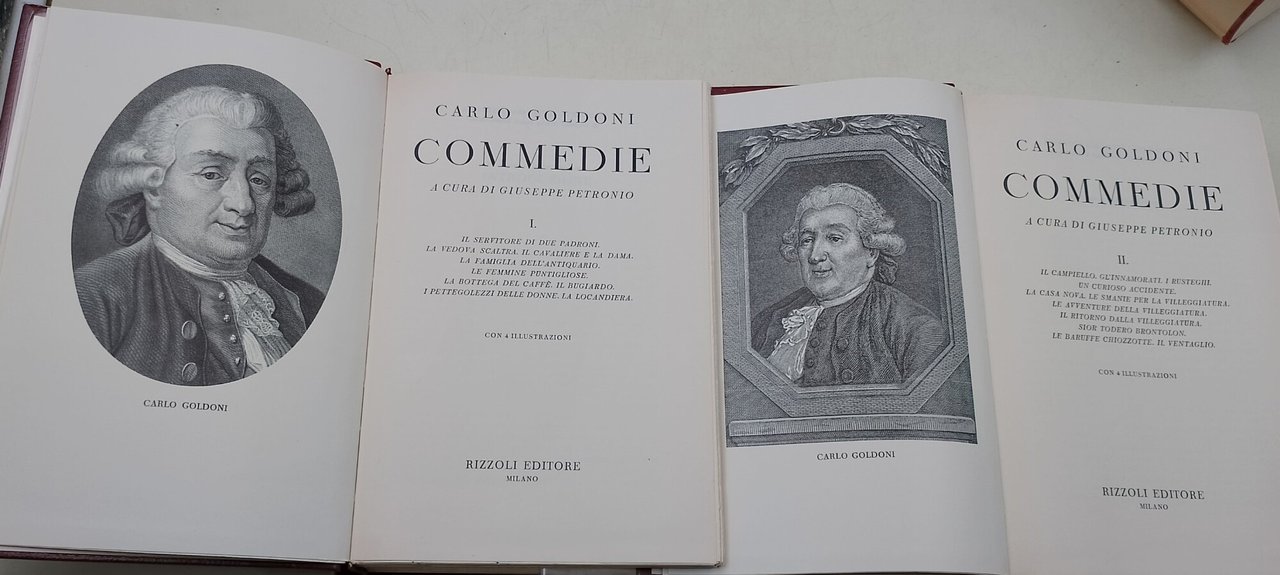 CARLO GOLDONI
CARLO GOLDONI
COMMEDIE
A CURA DI GIUSEPPE PETRONIO
I.
IL SERVITORE DI DUE PADRONI.
LA VEDOVA SCALTRA. IL CAVALIERE E LA DAMA.
LA FAMIGLIA DELL'ANTIQUARIO.
LE FEMMINE PUNTIGLIOSE.
LA BOTTEGA DEL CAFFÈ. IL BUGIARDO.
I PETTEGOLEZZI DELLE DONNE. LA LOCANDIERA.
CON 4 ILLUSTRAZIONI
RIZZOLI EDITORE
MILANO
CARLO GOLDONI
CARLO GOLDONI
COMMEDIE
A CURA DI GIUSEPPE PETRONIO
II.
IL CAMPIELLO. GL'INNAMORATI. I RUSTEGHI.
UN CURIOSO ACCIDENTE.
LA CASA NOVA. LE SMANIE PER LA VILLEGGIATURA.
LE AVVENTURE DELLA VILLEGGIATURA.
IL RITORNO DALLA VILLEGGIATURA.
SIOR TODERO BRONTOLON.
LE BARUFFE CHIOZZOTTE. IL VENTAGLIO.
CON 4 ILLUSTRAZIONI
RIZZOLI EDITORE
MILANO